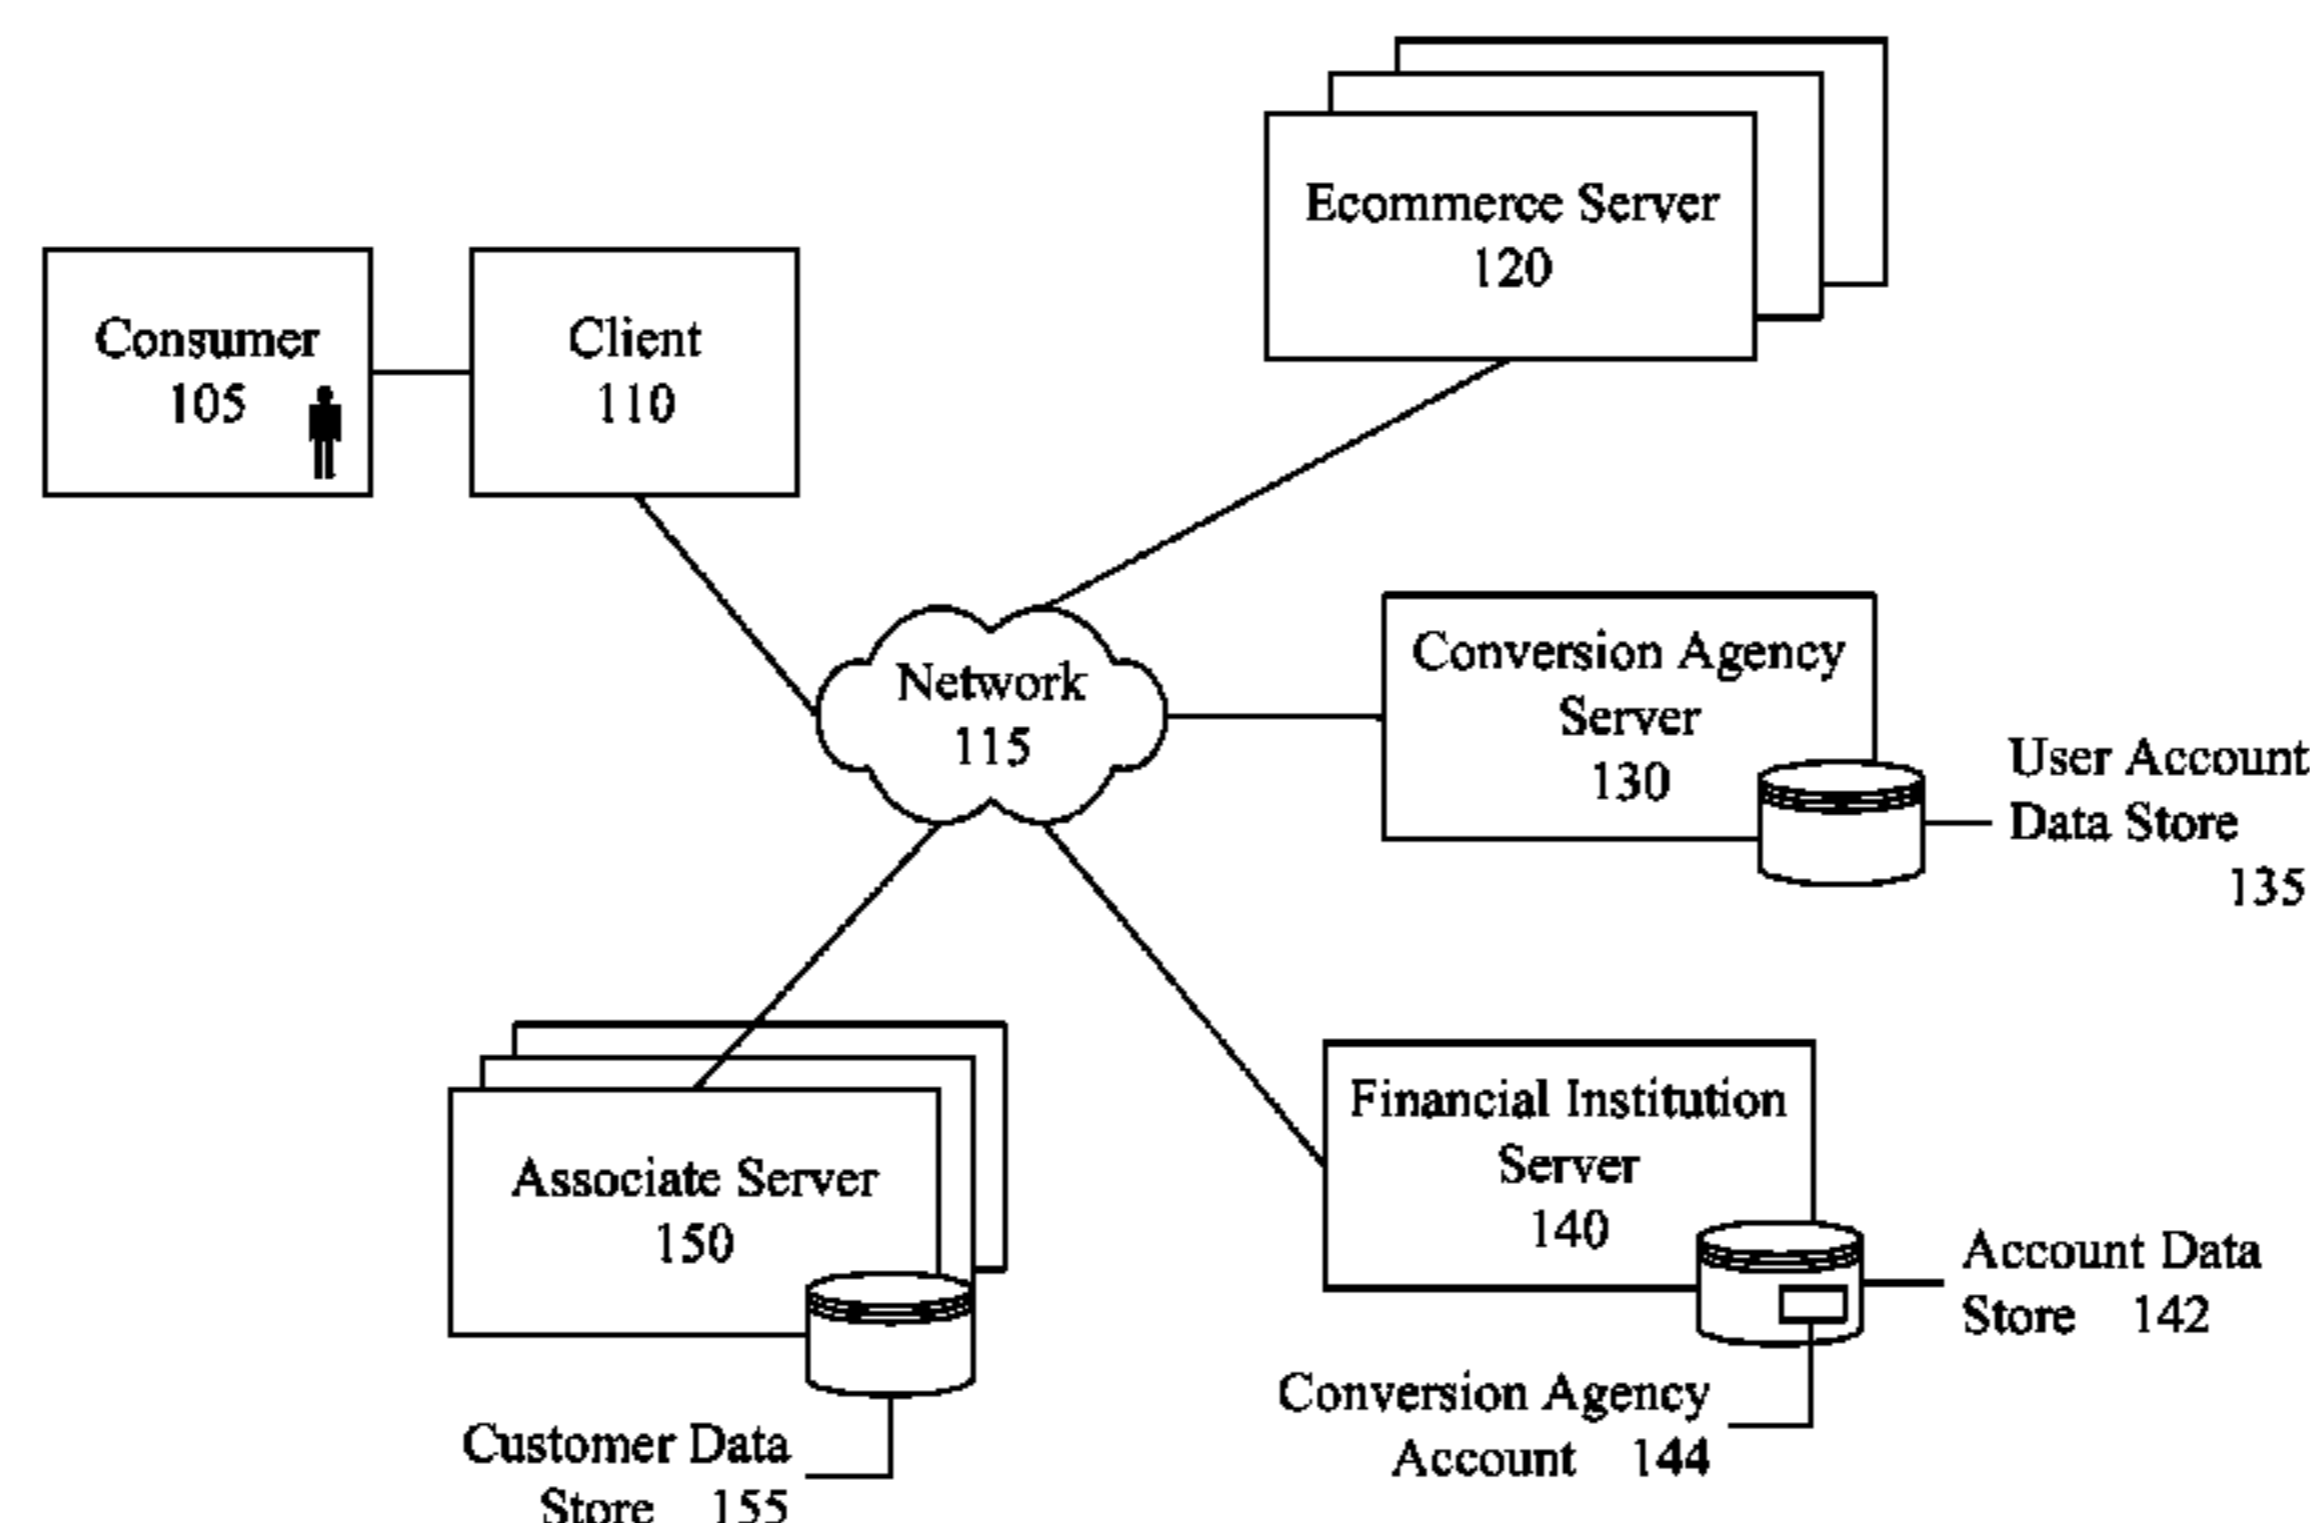 Ecommerce Server
120
Consumer
105
Client
110
Network
115
Conversion Agency
Server
130
User Account
Data Store
135
Associate Server
150
Financial Institution
Server
140
Account Data
Store 142
Conversion Agency
Account 144
Customer Data
Store 155